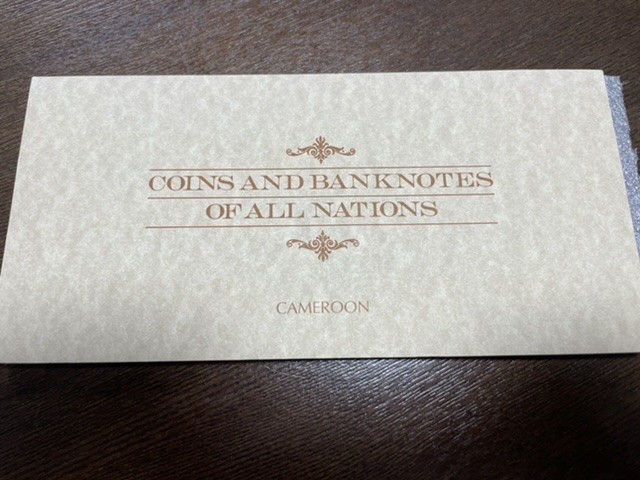 COINS AND BANKNOTES
OF ALL NATIONS
CAMEROON